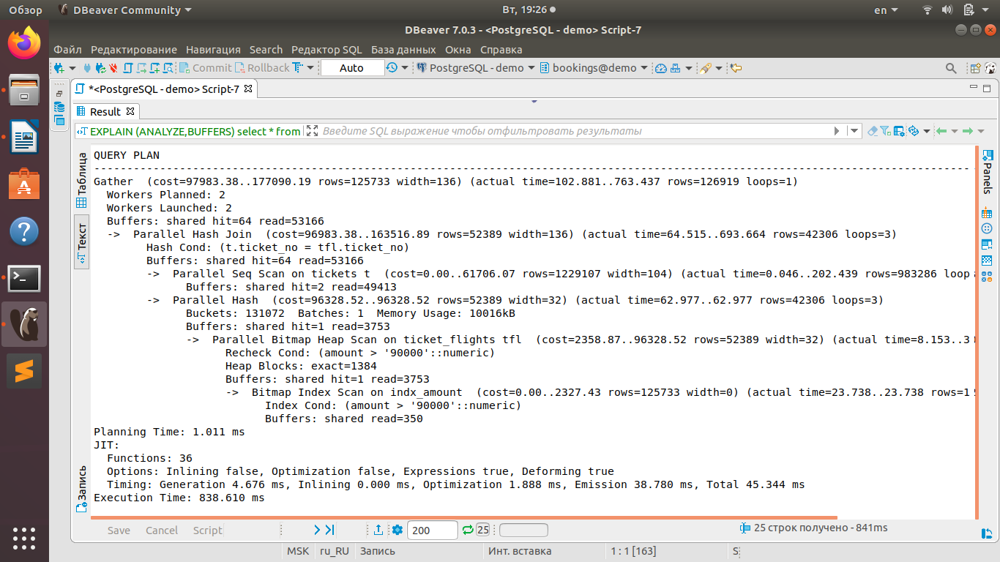 Обзор DBeaver Community Вт, 19:26 en
DBeaver 7.0.3 - <PostgreSQL - demo> Script-7
Файл Редактирование Навигация Search Редактор SQL База данных Окна Справка
Commit Rollback Auto PostgreSQL - demo bookings@demo
*<PostgreSQL - demo> Script-7
Result
EXPLAIN (ANALYZE,BUFFERS) select * from Введите SQL выражение чтобы отфильтровать результаты
Таблица
Текст
Запись
Panels
QUERY PLAN
Gather  (cost=97983.38..177090.19 rows=125733 width=136) (actual time=102.881..763.437 rows=126919 loops=1)
  Workers Planned: 2
  Workers Launched: 2
  Buffers: shared hit=64 read=53166
  ->  Parallel Hash Join  (cost=96983.38..163516.89 rows=52389 width=136) (actual time=64.515..693.664 rows=42306 loops=3)
        Hash Cond: (t.ticket_no = tfl.ticket_no)
        Buffers: shared hit=64 read=53166
        ->  Parallel Seq Scan on tickets t  (cost=0.00..61706.07 rows=1229107 width=104) (actual time=0.046..202.439 rows=983286 loop
              Buffers: shared hit=2 read=49413
        ->  Parallel Hash  (cost=96328.52..96328.52 rows=52389 width=32) (actual time=62.977..62.977 rows=42306 loops=3)
              Buckets: 131072  Batches: 1  Memory Usage: 10016kB
              Buffers: shared hit=1 read=3753
              ->  Parallel Bitmap Heap Scan on ticket_flights tfl  (cost=2358.87..96328.52 rows=52389 width=32) (actual time=8.153..3
                    Recheck Cond: (amount > '90000'::numeric)
                    Heap Blocks: exact=1384
                    Buffers: shared hit=1 read=3753
                    ->  Bitmap Index Scan on indx_amount  (cost=0.00..2327.43 rows=125733 width=0) (actual time=23.738..23.738 rows=1
                          Index Cond: (amount > '90000'::numeric)
                          Buffers: shared read=350
Planning Time: 1.011 ms
JIT:
  Functions: 36
  Options: Inlining false, Optimization false, Expressions true, Deforming true
  Timing: Generation 4.676 ms, Inlining 0.000 ms, Optimization 1.888 ms, Emission 38.780 ms, Total 45.344 ms
Execution Time: 838.610 ms
Save Cancel Script 200 25 25 строк получено - 841ms
MSK ru_RU Запись Инт. вставка 1 : 1 [163] S